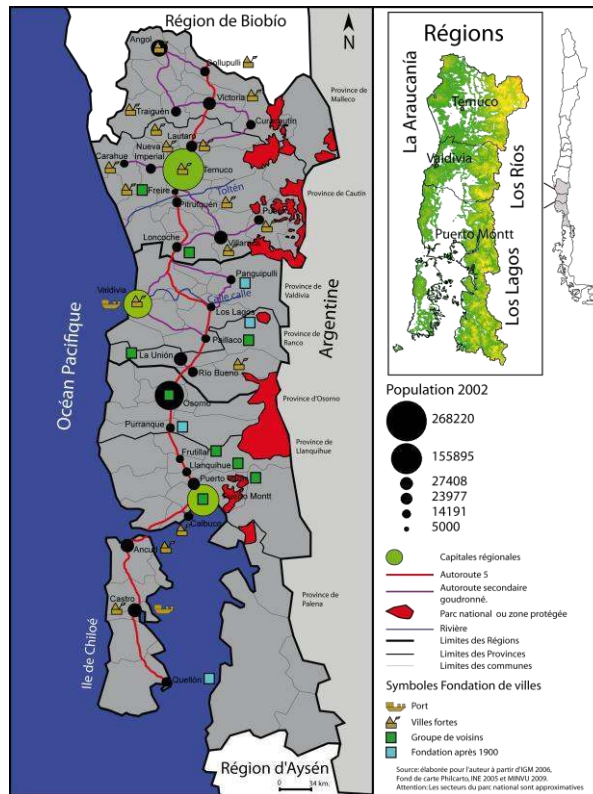 Région de Biobío
N
Angol
Collupulli
Province de
Malleco
Victoria
Traiguén
Curacautín
Lautaro
Nueva
Imperial
Carahue
Temuco
Province de Cautin
Freire
Toltén
Pitrufquén
Loncoche
Panguipulli
Province de
Valdivia
Valdivia
Calle calle
Los Lagos
Province de
Ranco
Paillaco
La Unión
Rio Bueno
Province d'Osorno
Osorno
Purranque
Province de
Llanquihue
Frutillar
Llanquihue
Puerto
Puerto Montt
Calbuco
Ancud
Castro
Province de
Palena
Quellón
Océan Pacifique
Argentine
Ile de Chiloé
Région d'Aysén
0 34 km.
Régions
La Araucanía
Temuco
Valdivia
Los Ríos
Puerto Montt
Los Lagos
Population 2002
268220
155895
27408
23977
14191
5000
Capitales régionales
Autoroute 5
Autoroute secondaire
goudronné.
Parc national ou zone protégée
Rivière
Limites des Régions
Limites des Provinces
Limites des communes
Symboles Fondation de villes
Port
Villes fortes
Groupe de voisins
Fondation après 1900
Source: élaborée pour l'auteur à partir d'IGM 2006,
Fond de carte Philcarto, INE 2005 et MINVU 2009.
Attention: Les secteurs du parc national sont approximatives